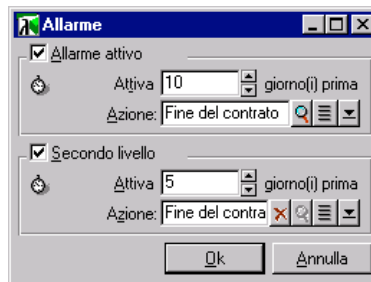 Allarme
Allarme attivo
Attiva 10 giorno(i) prima
Azione: Fine del contrato
Secondo livello
Attiva 5 giorno(i) prima
Azione: Fine del contra
Ok Annulla